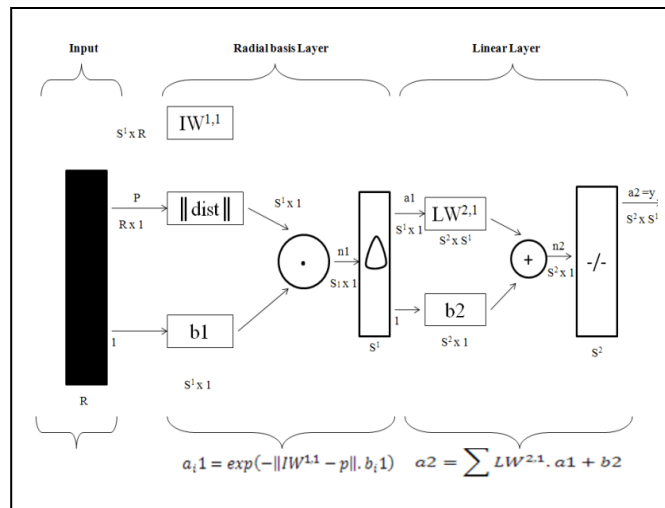 Input Radial basis Layer Linear Layer
IW¹,¹
S¹ x R
P
‖dist‖
R x 1
S¹ x 1
.
n1
S₁ x 1
a1
S¹ x 1
LW²,¹
S² x S¹
+
n2
S² x 1
-/-
a2 =y
S² x S¹
1
b1
S¹ x 1
S¹
1
b2
S² x 1
S²
R
aᵢ1 = exp(−‖IW¹,¹ − p‖. bᵢ1) a2 = ∑ LW²,¹. a1 + b2